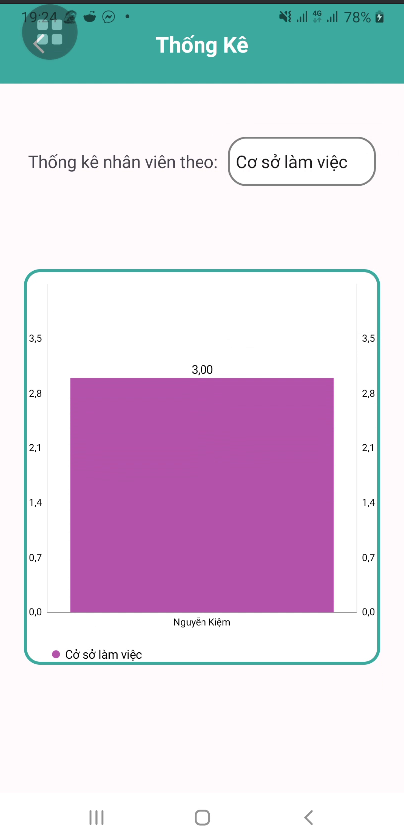 19:24 4G 78%
Thống Kê
Thống kê nhân viên theo: Cơ sở làm việc
3,5 3,5
3,00
2,8 2,8
2,1 2,1
1,4 1,4
0,7 0,7
0,0 0,0
Nguyên Kiệm
Cở sở làm việc